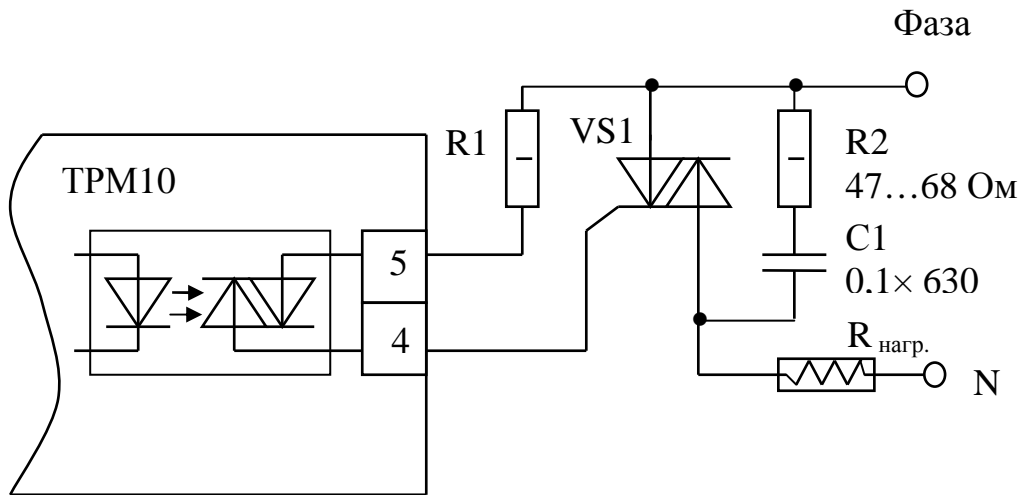 Фаза
R1
VS1
R2
47...68 Ом
C1
0,1× 630
ТРМ10
5
4
R нагр.
N